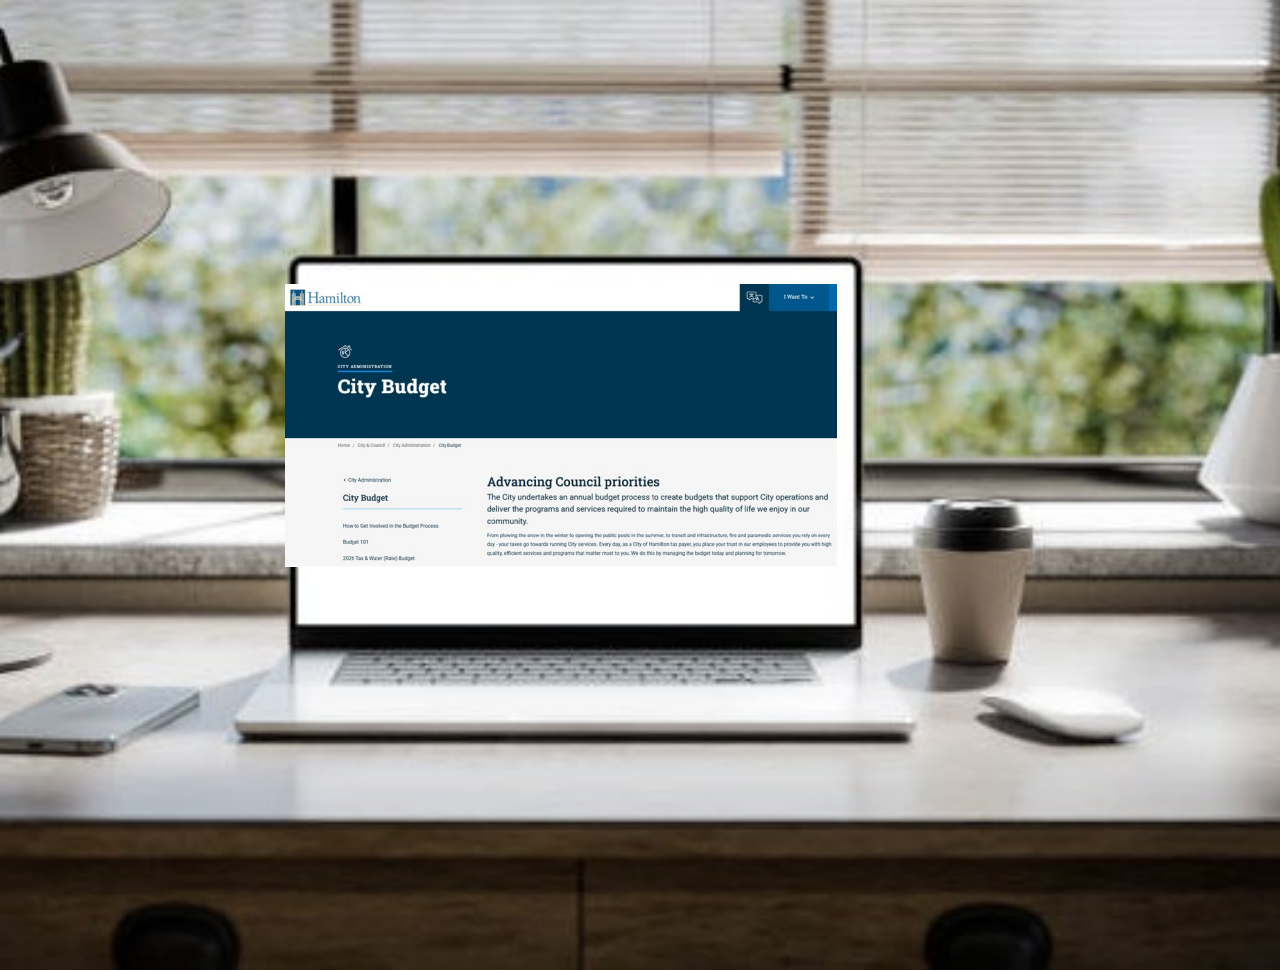 Hamilton
I Want To
CITY ADMINISTRATION
City Budget
Home / City & Council / City Administration / City Budget
City Administration
City Budget
How to Get Involved in the Budget Process
Budget 101
2026 Tax & Water (Rate) Budget
Advancing Council priorities
The City undertakes an annual budget process to create budgets that support City operations and
deliver the programs and services required to maintain the high quality of life we enjoy in our
community.
From plowing the snow in the winter to opening the public pools in the summer, to transit and infrastructure, fire and paramedic services you rely on every
day - your taxes go towards running City services. Every day, as a City of Hamilton tax payer, you place your trust in our employees to provide you with high
quality, efficient services and programs that matter most to you. We do this by managing the budget today and planning for tomorrow.